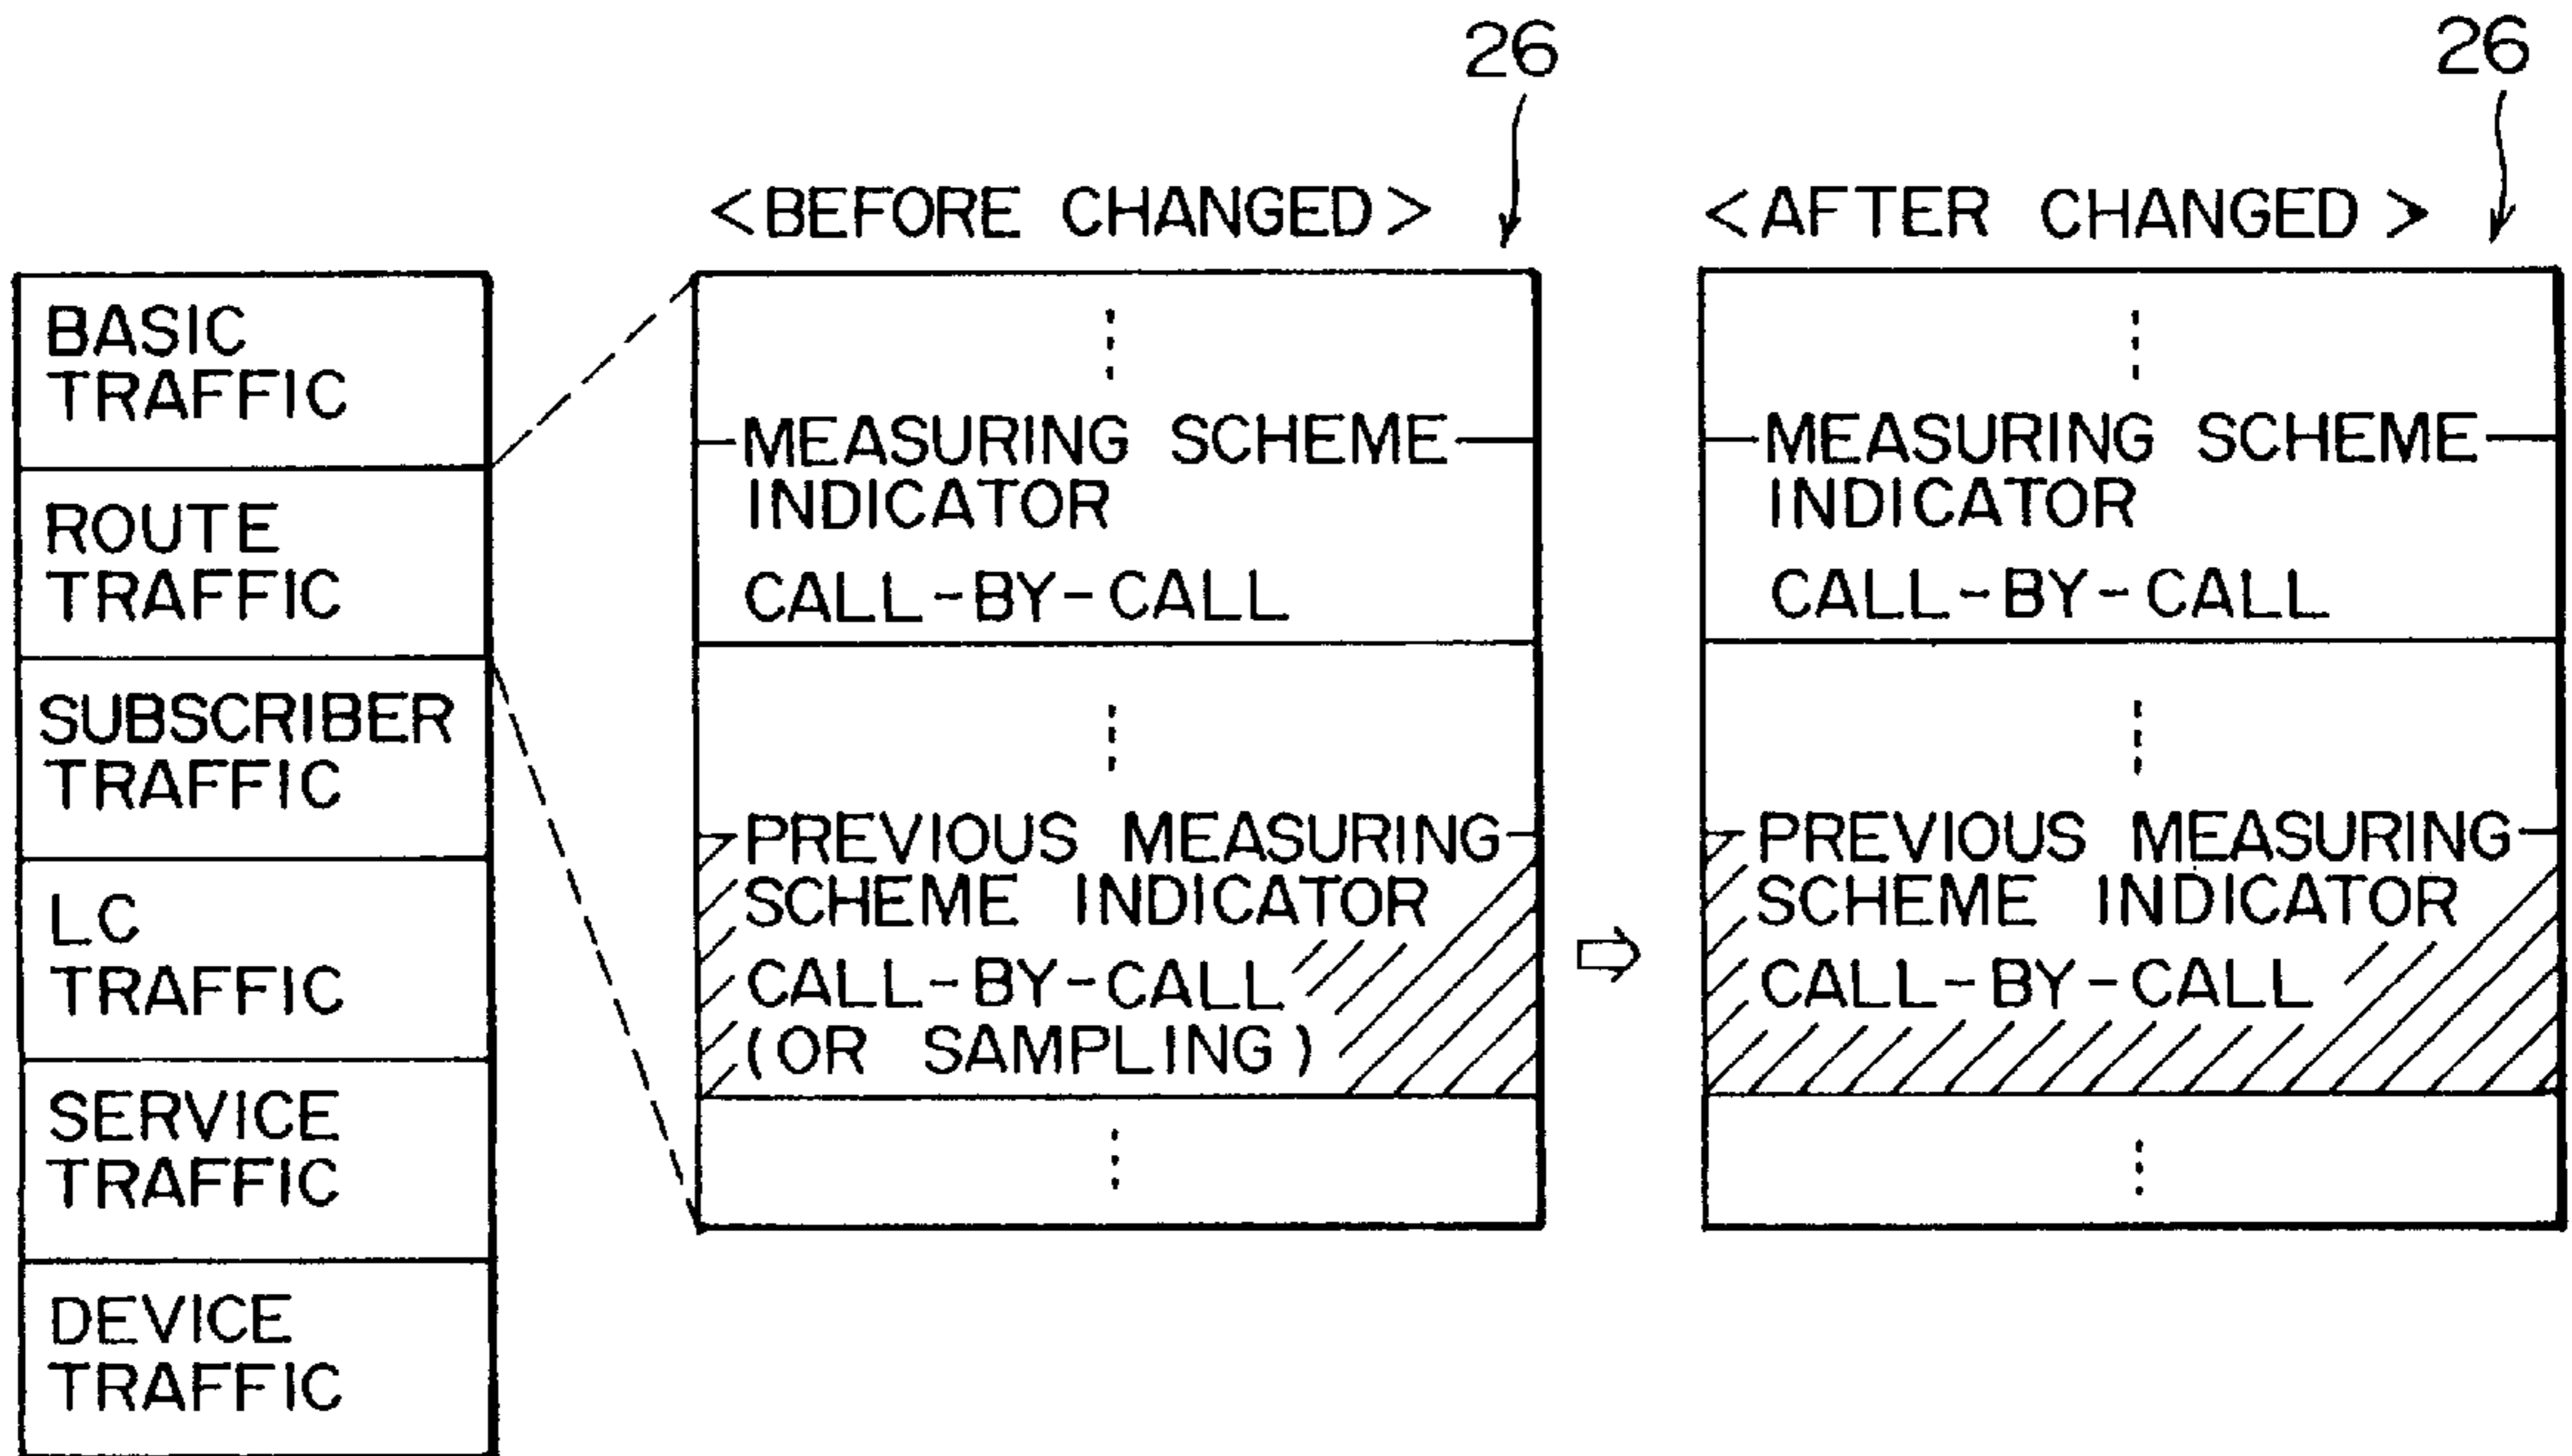 26
26
<BEFORE CHANGED>
<AFTER CHANGED>
BASIC
TRAFFIC
ROUTE
TRAFFIC
SUBSCRIBER
TRAFFIC
LC
TRAFFIC
SERVICE
TRAFFIC
DEVICE
TRAFFIC
MEASURING SCHEME
INDICATOR
CALL-BY-CALL
PREVIOUS MEASURING
SCHEME INDICATOR
CALL-BY-CALL
(OR SAMPLING)
MEASURING SCHEME
INDICATOR
CALL-BY-CALL
PREVIOUS MEASURING
SCHEME INDICATOR
CALL-BY-CALL